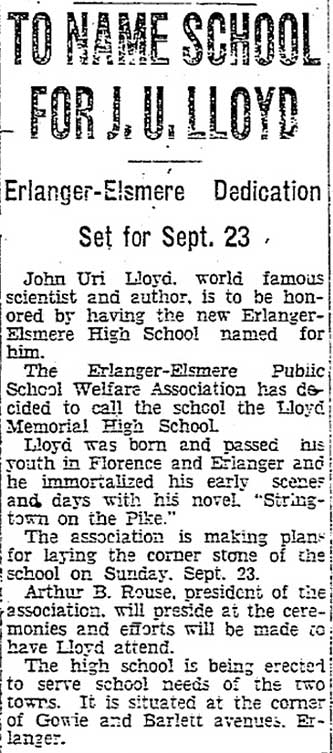 TO NAME SCHOOL
FOR J. U. LLOYD
Erlanger-Elsmere Dedication
Set for Sept. 23
John Uri Lloyd, world famous
scientist and author, is to be hon-
ored by having the new Erlanger-
Elsmere High School named for
him.
The Erlanger-Elsmere Public
School Welfare Association has de-
cided to call the school the Lloyd
Memorial High School.
Lloyd was born and passed his
youth in Florence and Erlanger and
he immortalized his early scenes
and days with his novel, "String-
town on the Pike."
The association is making plans
for laying the corner stone of the
school on Sunday, Sept. 23.
Arthur B. Rouse, president of the
association, will preside at the cere-
monies and efforts will be made to
have Lloyd attend.
The high school is being erected
to serve school needs of the two
towns. It is situated at the corner
of Gowie and Barlett avenues, Er-
langer.